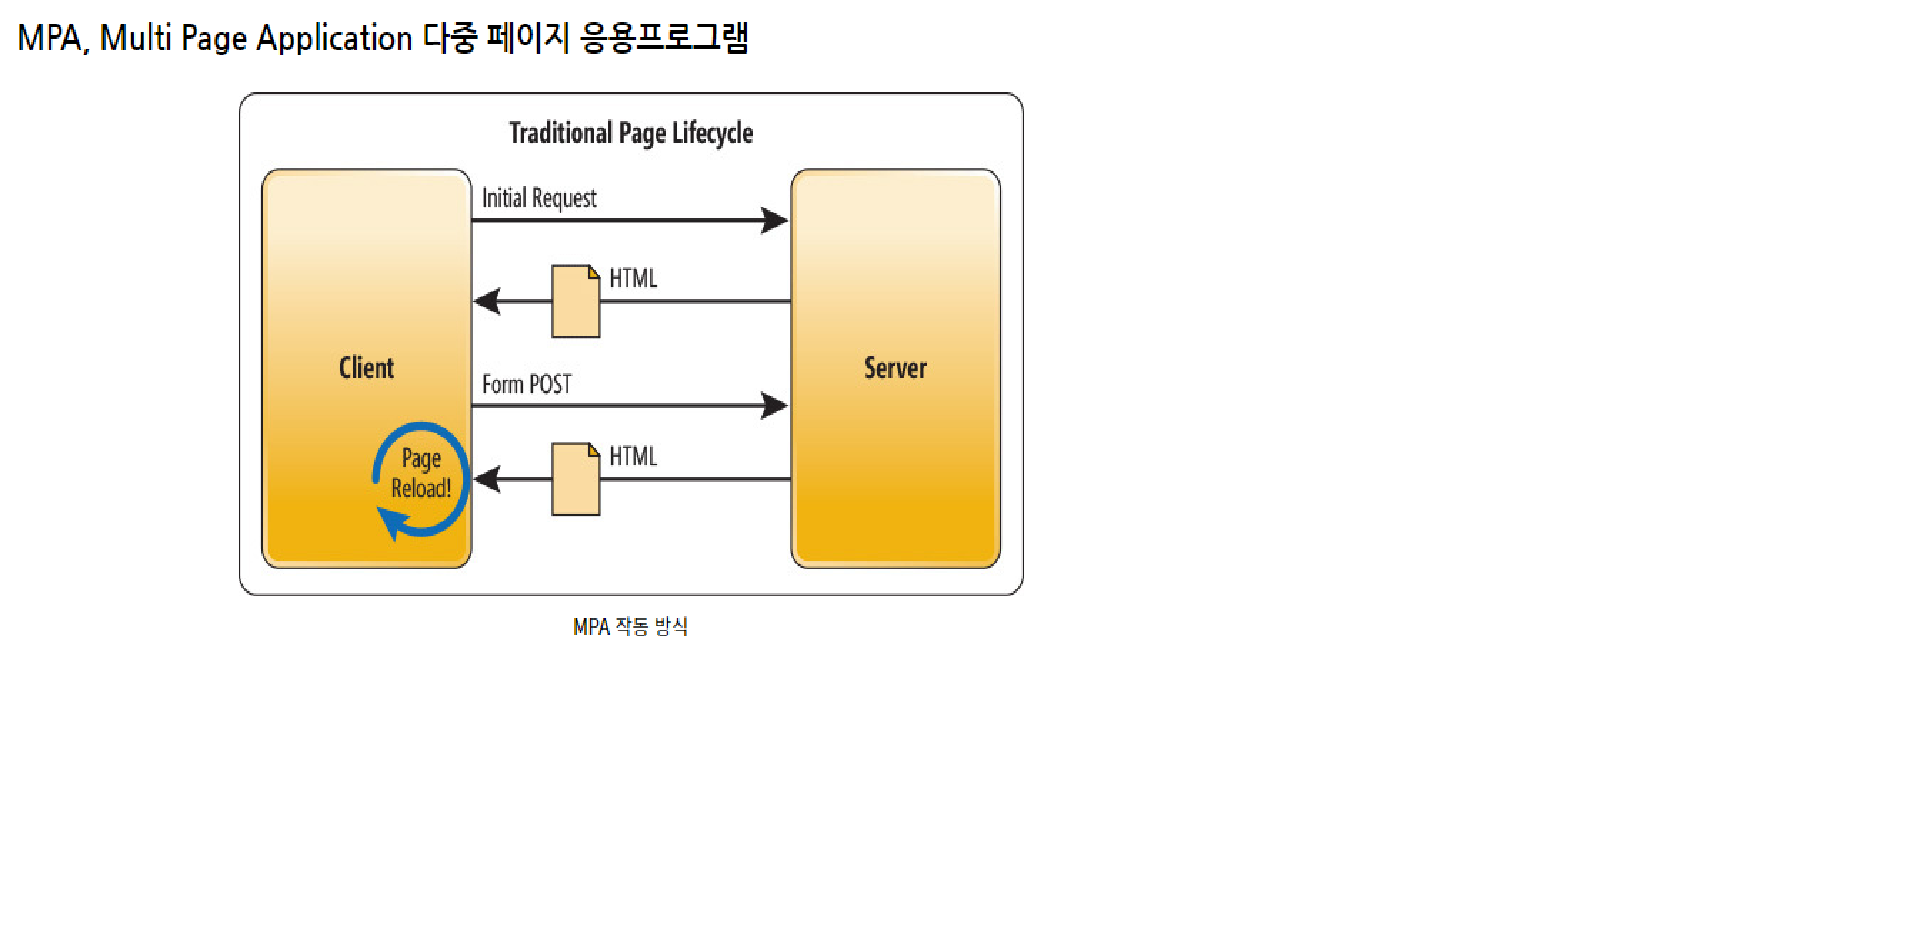 MPA, Multi Page Application 다중 페이지 응용프로그램
Traditional Page Lifecycle
Initial Request
HTML
Client
Server
Form POST
HTML
Page
Reload!
MPA 작동 방식